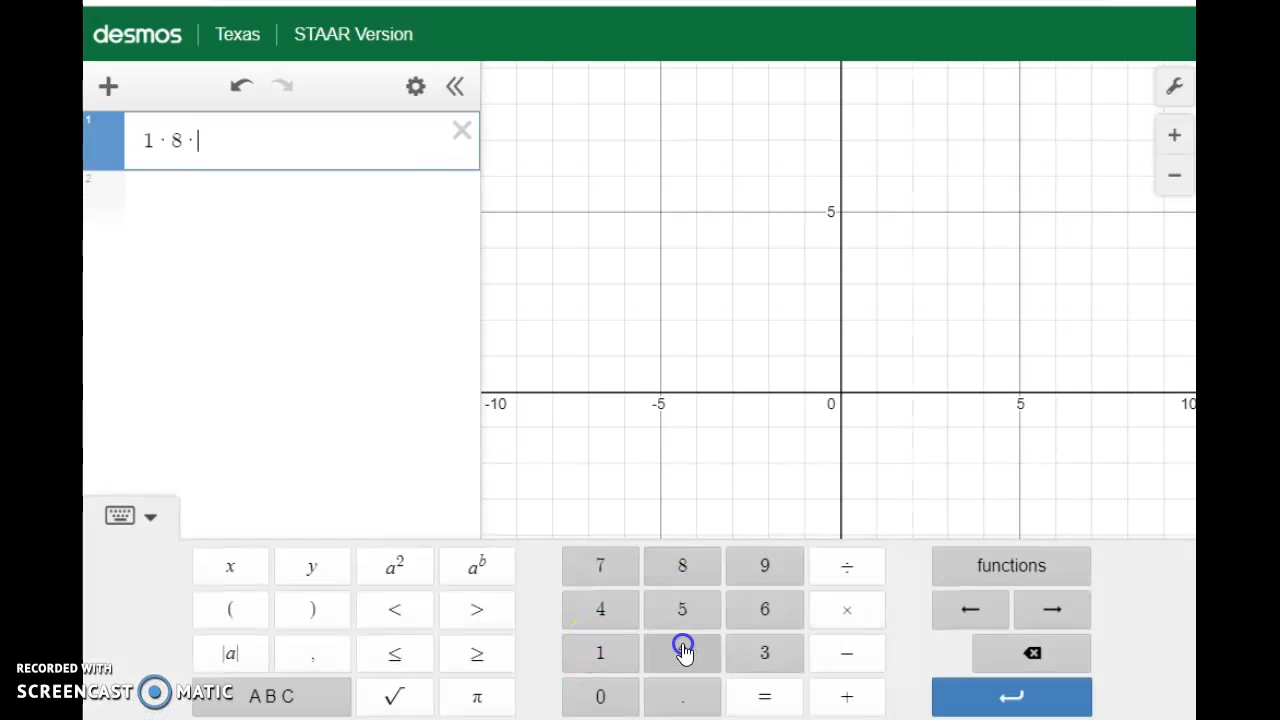 desmos Texas STAAR Version
1
1 · 8 ·
2
5
-10 -5 0 5 10
x y a² aᵇ 7 8 9 ÷ functions
( ) < > 4 5 6 × ← →
|a| , ≤ ≥ 1 3 −
A B C √ π 0 . = +
RECORDED WITH
SCREENCAST MATIC